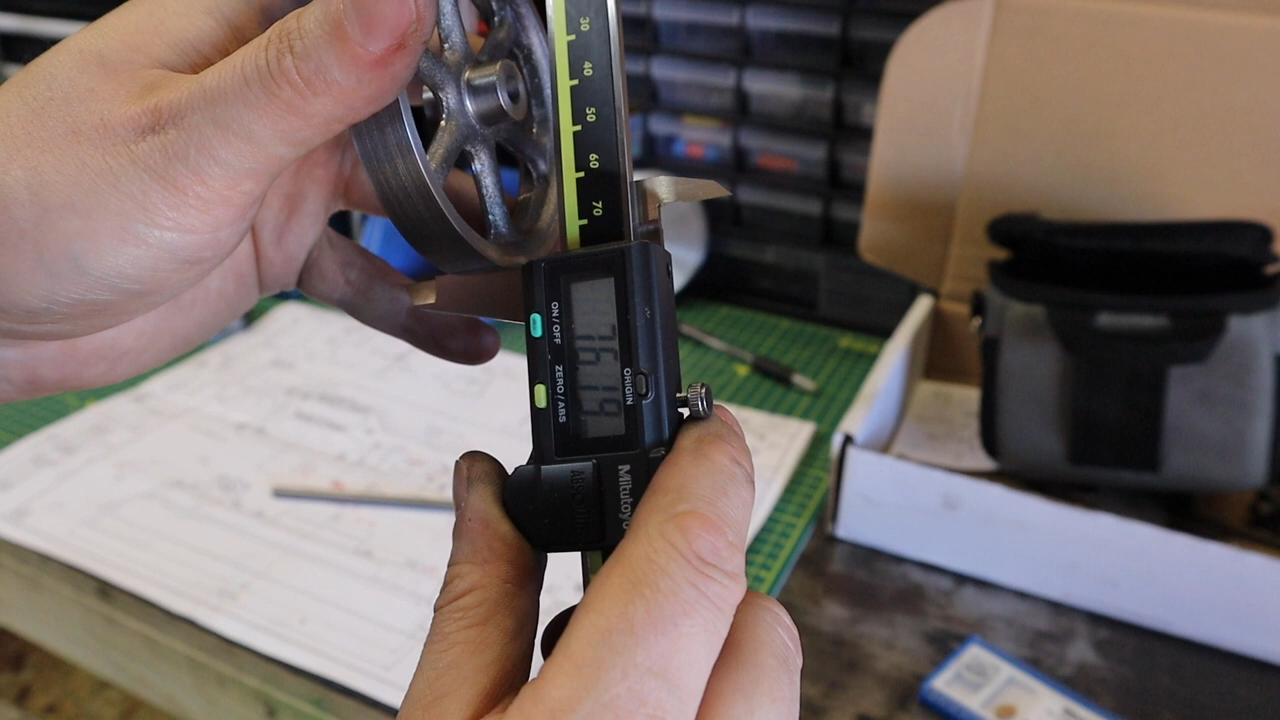 30
40
50
60
70
ON / OFF
ZERO / ABS
76.19
ORIGIN
ABSOLUTE
Mitutoyo